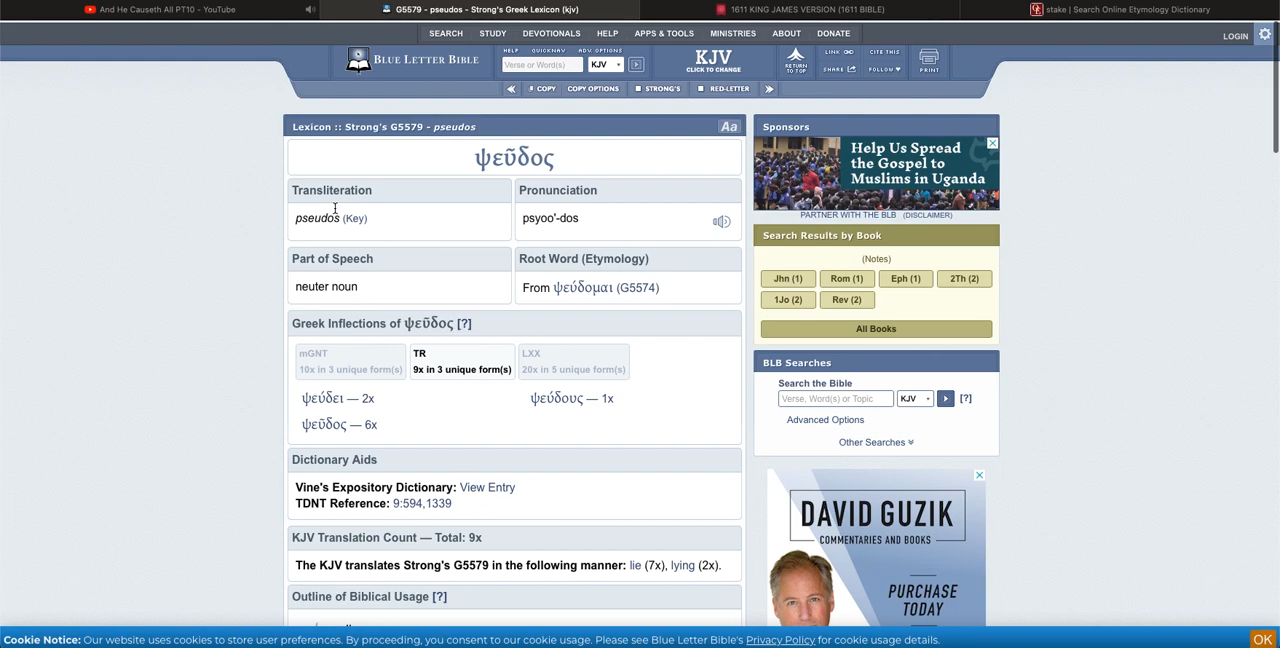 And He Causeth All PT10 - YouTube
G5579 - pseudos - Strong's Greek Lexicon (kjv)
1611 KING JAMES VERSION (1611 BIBLE)
stake | Search Online Etymology Dictionary
SEARCH STUDY DEVOTIONALS HELP APPS & TOOLS MINISTRIES ABOUT DONATE
LOGIN
BLUE LETTER BIBLE
HELP QUICKNAV ADV. OPTIONS
Verse or Word(s) KJV
KJV
CLICK TO CHANGE
RETURN TO TOP
LINK CITE THIS
SHARE FOLLOW
PRINT
COPY COPY OPTIONS STRONG'S RED-LETTER
Lexicon :: Strong's G5579 - pseudos
Aa
ψεῦδος
Transliteration
pseudos (Key)
Pronunciation
psyoo'-dos
Part of Speech
neuter noun
Root Word (Etymology)
From ψεύδομαι (G5574)
Greek Inflections of ψεῦδος [?]
mGNT
10x in 3 unique form(s)
TR
9x in 3 unique form(s)
LXX
20x in 5 unique form(s)
ψεύδει — 2x
ψεύδους — 1x
ψεῦδος — 6x
Dictionary Aids
Vine's Expository Dictionary: View Entry
TDNT Reference: 9:594,1339
KJV Translation Count — Total: 9x
The KJV translates Strong's G5579 in the following manner: lie (7x), lying (2x).
Outline of Biblical Usage [?]
Sponsors
Help Us Spread
the Gospel to
Muslims in Uganda
PARTNER WITH THE BLB (DISCLAIMER)
Search Results by Book
(Notes)
Jhn (1) Rom (1) Eph (1) 2Th (2)
1Jo (2) Rev (2)
All Books
BLB Searches
Search the Bible
Verse, Word(s) or Topic KJV [?]
Advanced Options
Other Searches
DAVID GUZIK
COMMENTARIES AND BOOKS
PURCHASE
TODAY
Cookie Notice: Our website uses cookies to store user preferences. By proceeding, you consent to our cookie usage. Please see Blue Letter Bible's Privacy Policy for cookie usage details.
OK